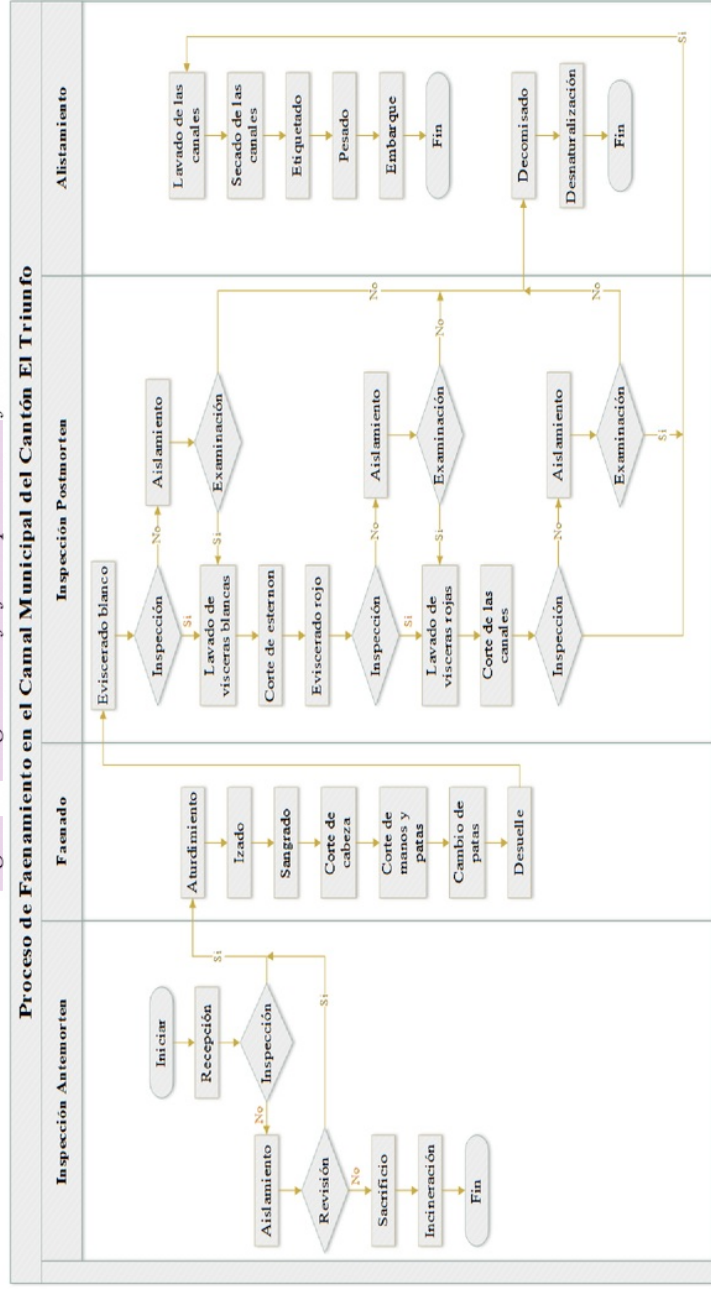 Proceso de Faenamiento en el Camal Municipal del Cantón El Triunfo
Inspección Antemorten
Faenado
Inspección Postmorten
Alistamiento
Iniciar
Recepción
Inspección
No
Si
Aislamiento
Revisión
Si
No
Sacrificio
Incineración
Fin
Aturdimiento
Izado
Sangrado
Corte de
cabeza
Corte de
manos y
patas
Cambio de
patas
Desuelle
Eviscerado blanco
Inspección
No
Aislamiento
Si
Examinación
Si
No
Lavado de
visceras blancas
Corte de esternon
Eviscerado rojo
Inspección
No
Aislamiento
Si
Examinación
Si
No
Lavado de
visceras rojas
Corte de las
canales
Inspección
No
Aislamiento
Examinación
Si
No
No
Si
Lavado de las
canales
Secado de las
canales
Etiquetado
Pesado
Embarque
Fin
Decomisado
Desnaturalización
Fin